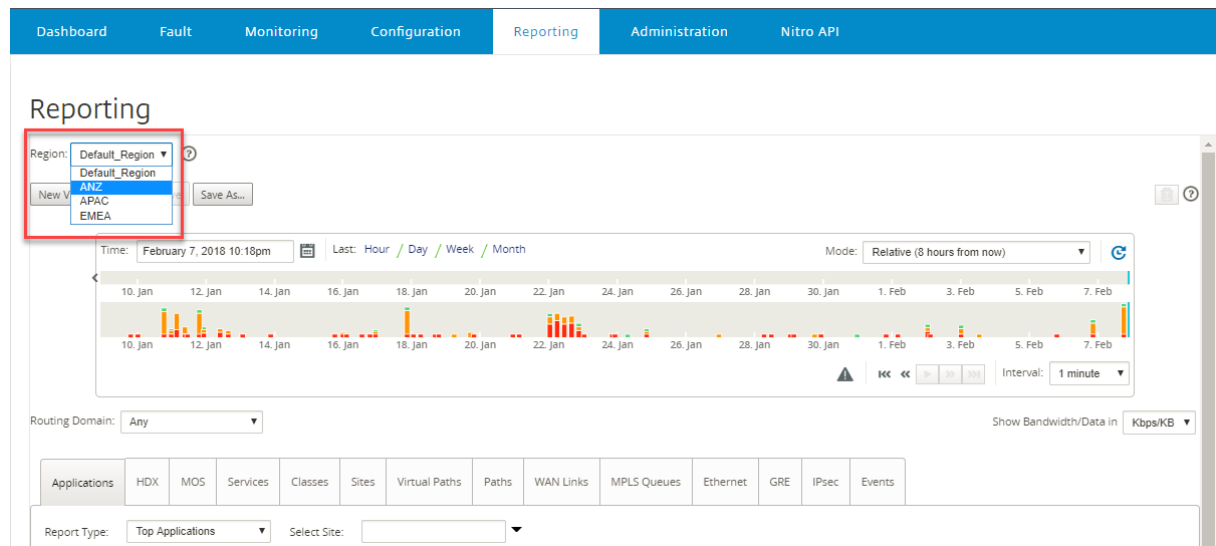 Dashboard Fault Monitoring Configuration Reporting Administration Nitro API
Reporting
Region: Default_Region
Default_Region
ANZ
APAC
EMEA
New V Save As...
Time: February 7, 2018 10:18pm Last: Hour / Day / Week / Month Mode: Relative (8 hours from now)
10. Jan 12. Jan 14. Jan 16. Jan 18. Jan 20. Jan 22. Jan 24. Jan 26. Jan 28. Jan 30. Jan 1. Feb 3. Feb 5. Feb 7. Feb
10. Jan 12. Jan 14. Jan 16. Jan 18. Jan 20. Jan 22. Jan 24. Jan 26. Jan 28. Jan 30. Jan 1. Feb 3. Feb 5. Feb 7. Feb
Interval: 1 minute
Routing Domain: Any Show Bandwidth/Data in Kbps/KB
Applications HDX MOS Services Classes Sites Virtual Paths Paths WAN Links MPLS Queues Ethernet GRE IPsec Events
Report Type: Top Applications Select Site: